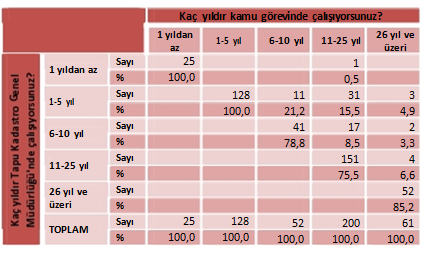 Kaç yıldır kamu görevinde çalışıyorsunuz?
1 yıldan az 1-5 yıl 6-10 yıl 11-25 yıl 26 yıl ve üzeri
Kaç yıldır Tapu Kadastro Genel
Müdürlüğü'nde çalışıyorsunuz?
1 yıldan az Sayı 25 1
% 100,0 0,5
1-5 yıl Sayı 128 11 31 3
% 100,0 21,2 15,5 4,9
6-10 yıl Sayı 41 17 2
% 78,8 8,5 3,3
11-25 yıl Sayı 151 4
% 75,5 6,6
26 yıl ve üzeri Sayı 52
% 85,2
TOPLAM Sayı 25 128 52 200 61
% 100,0 100,0 100,0 100,0 100,0